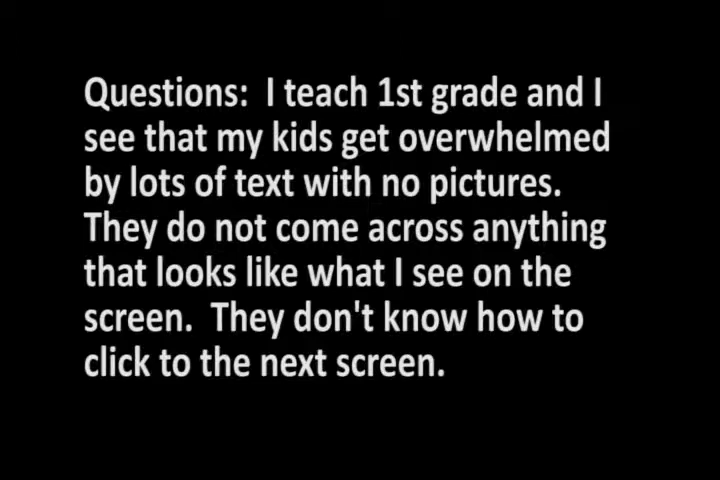 Questions:  I teach 1st grade and I
see that my kids get overwhelmed
by lots of text with no pictures.
They do not come across anything
that looks like what I see on the
screen.  They don't know how to
click to the next screen.